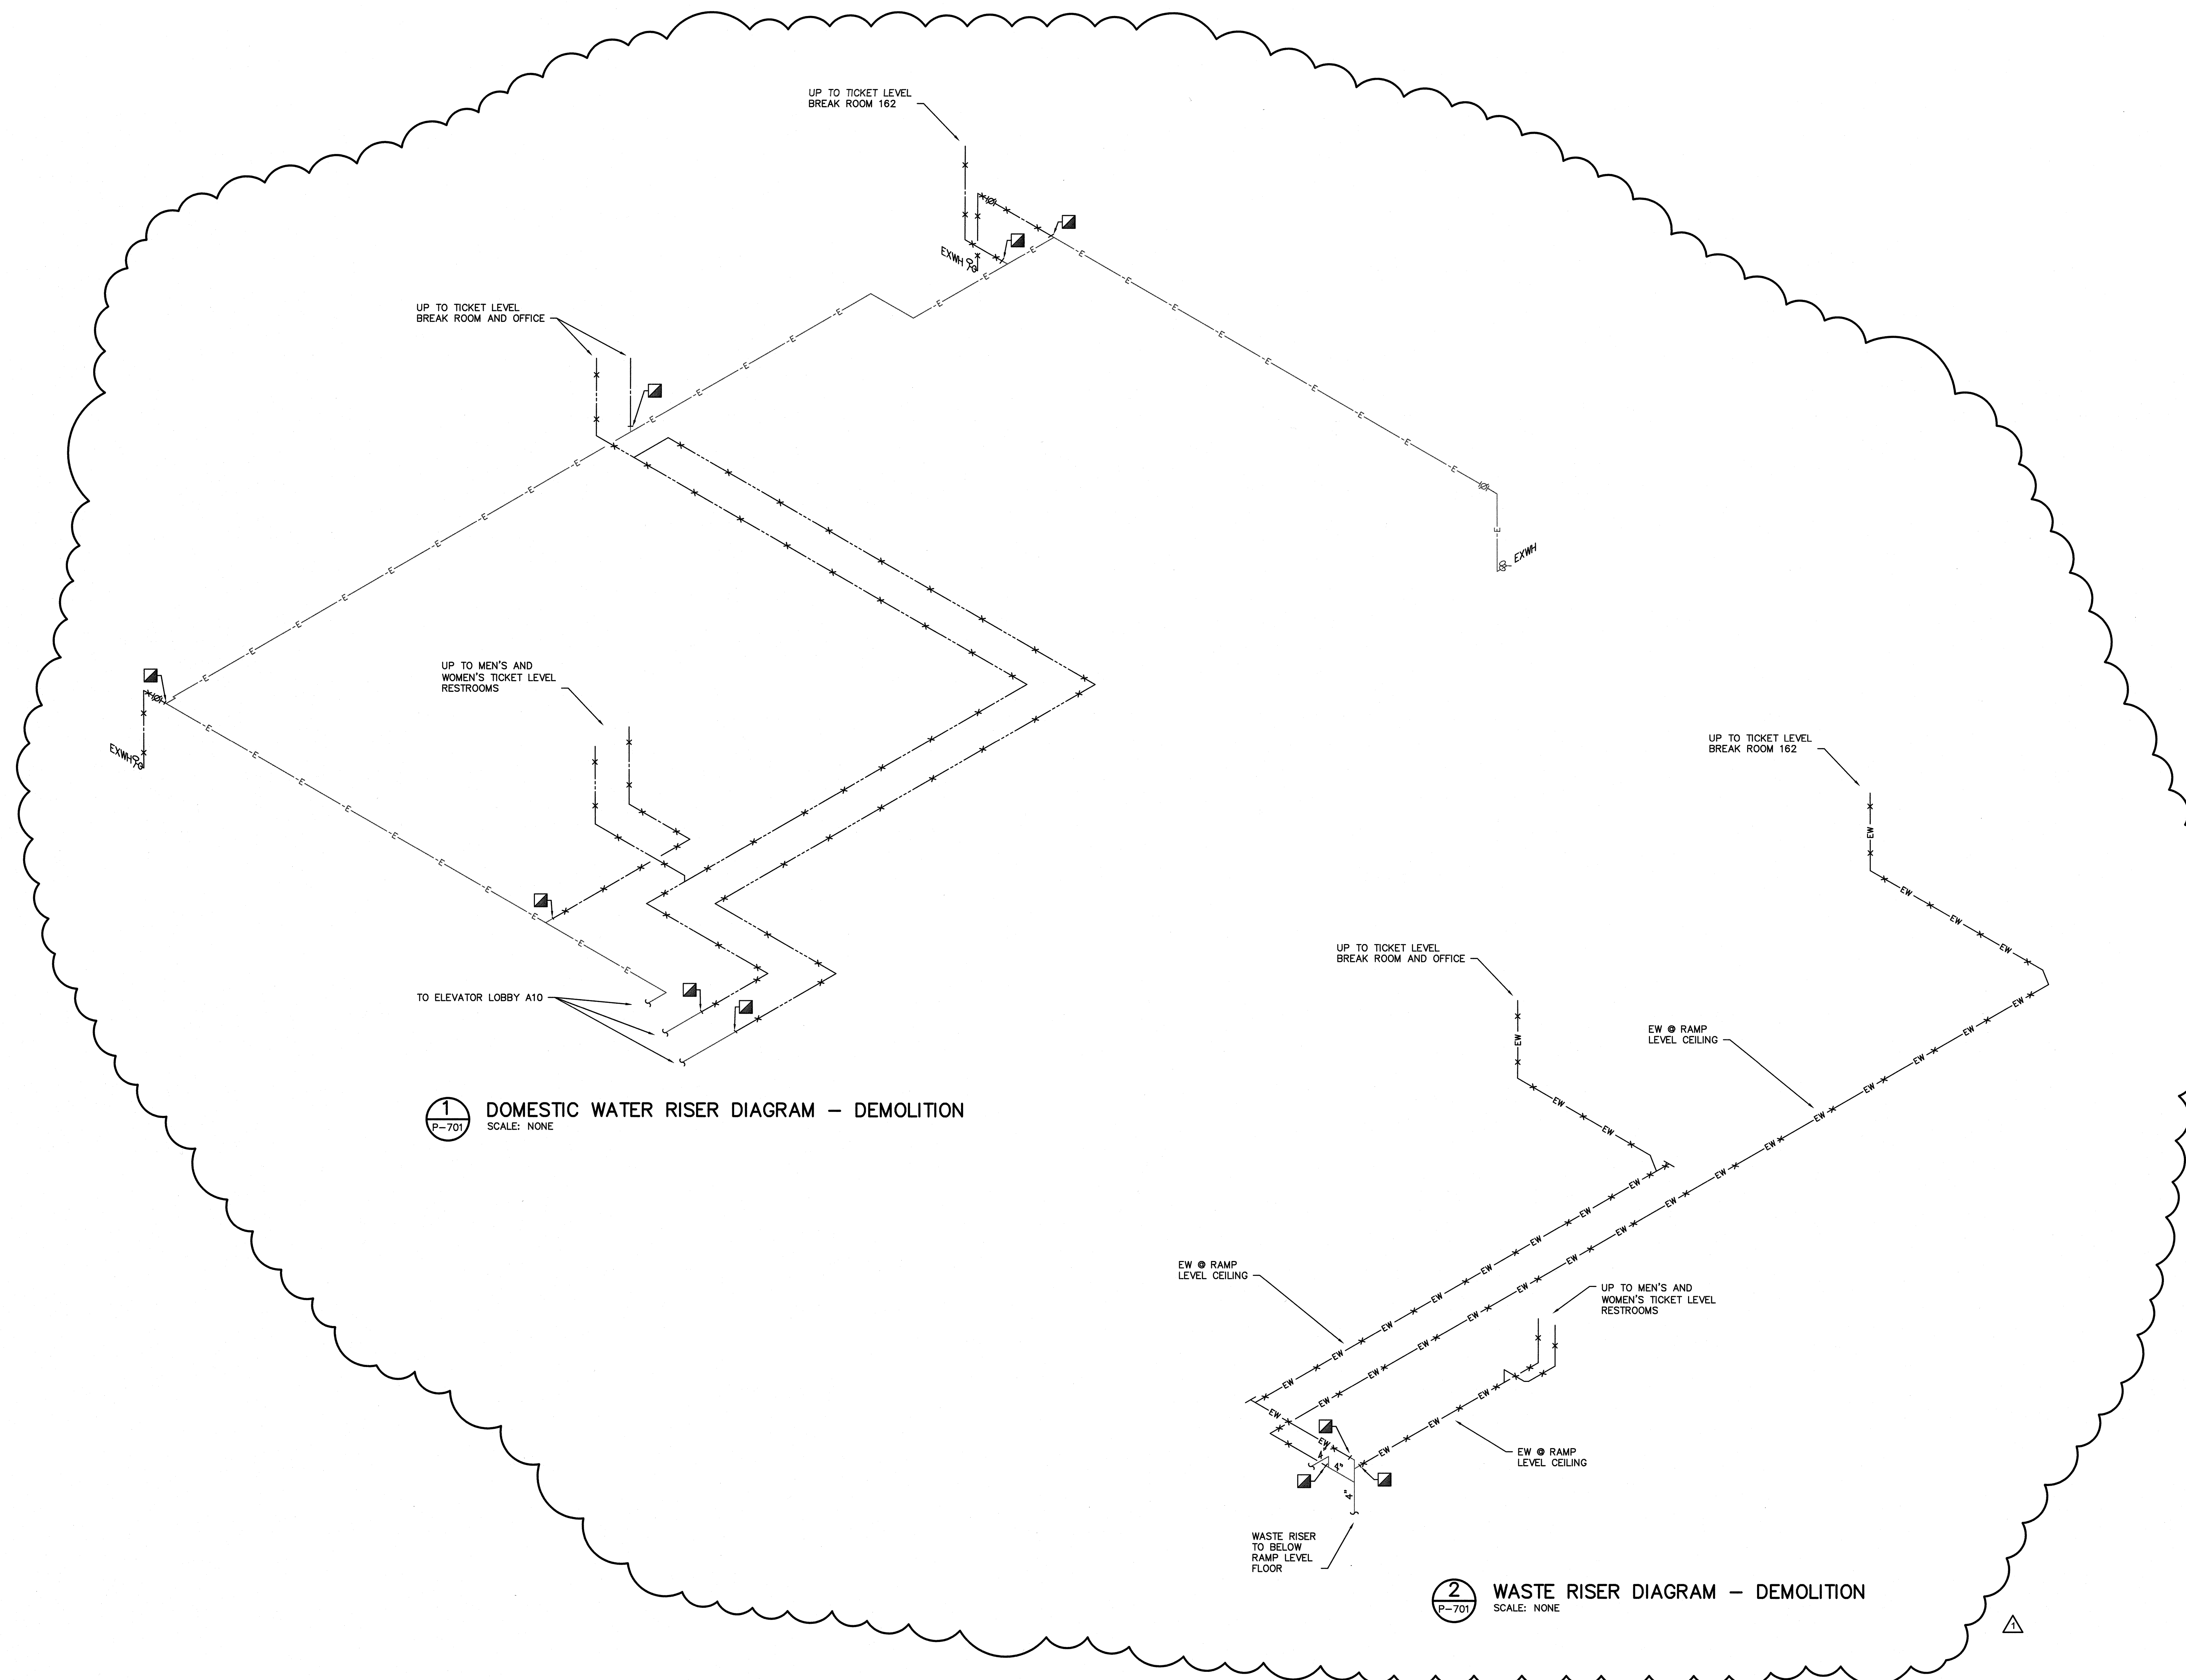 UP TO TICKET LEVEL
BREAK ROOM 162
EXWH
UP TO TICKET LEVEL
BREAK ROOM AND OFFICE
EXWH
UP TO MEN'S AND
WOMEN'S TICKET LEVEL
RESTROOMS
EXWH
TO ELEVATOR LOBBY A10
1
P-701
DOMESTIC WATER RISER DIAGRAM – DEMOLITION
SCALE: NONE
UP TO TICKET LEVEL
BREAK ROOM 162
UP TO TICKET LEVEL
BREAK ROOM AND OFFICE
EW @ RAMP
LEVEL CEILING
EW @ RAMP
LEVEL CEILING
UP TO MEN'S AND
WOMEN'S TICKET LEVEL
RESTROOMS
EW @ RAMP
LEVEL CEILING
4"
4"
WASTE RISER
TO BELOW
RAMP LEVEL
FLOOR
2
P-701
WASTE RISER DIAGRAM – DEMOLITION
SCALE: NONE
1